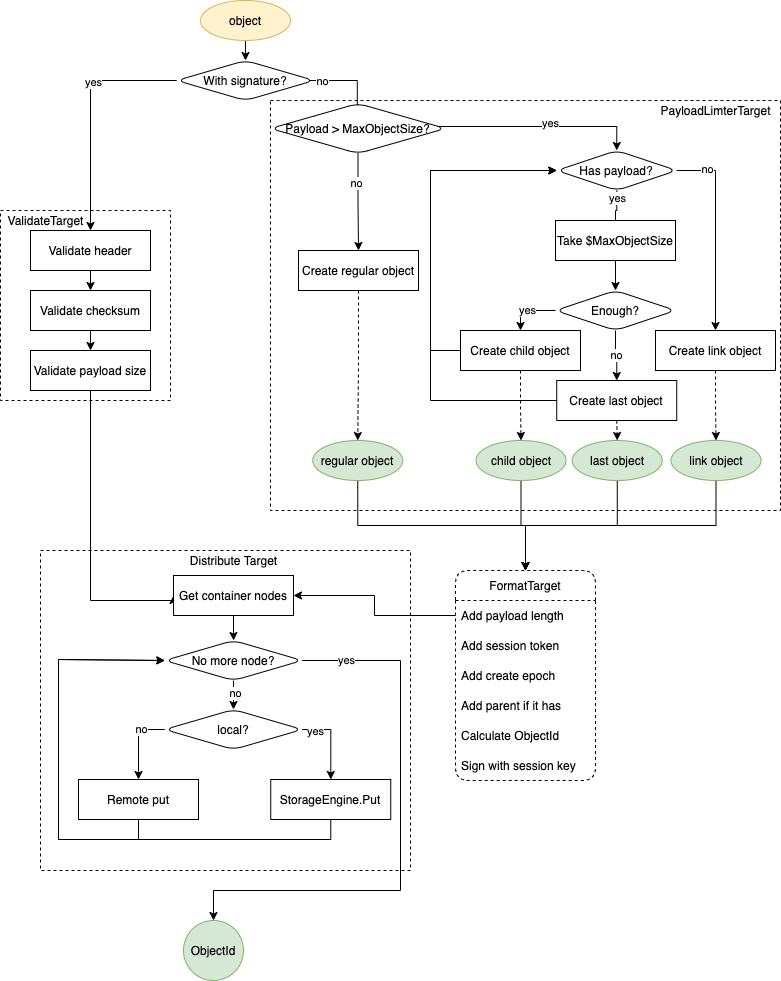 object
With signature?
yes
no
PayloadLimterTarget
Payload > MaxObjectSize?
yes
Has payload?
no
no
yes
ValidateTarget
Validate header
Take $MaxObjectSize
Create regular object
Validate checksum
Enough?
yes
no
Validate payload size
Create child object
Create link object
Create last object
regular object
child object
last object
link object
Distribute Target
Get container nodes
FormatTarget
Add payload length
Add session token
Add create epoch
Add parent if it has
Calculate ObjectId
Sign with session key
No more node?
yes
no
local?
no
yes
Remote put
StorageEngine.Put
ObjectId